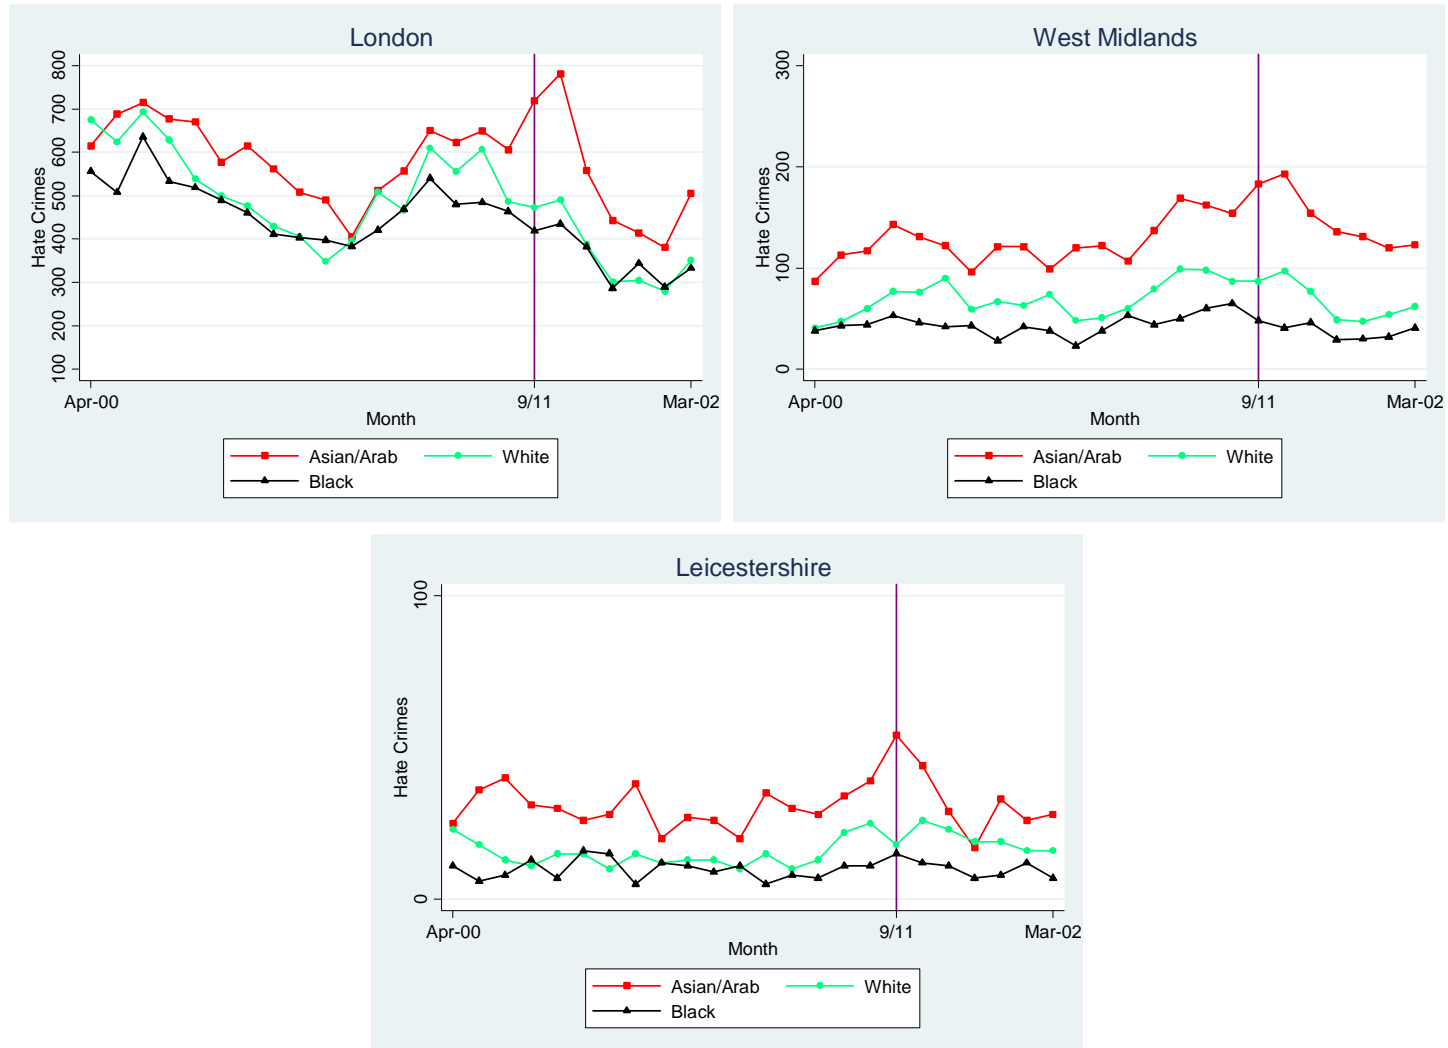 London
Hate Crimes
800
700
600
500
400
300
200
100
Apr-00
9/11
Mar-02
Month
Asian/Arab
White
Black
West Midlands
Hate Crimes
300
200
100
0
Apr-00
9/11
Mar-02
Month
Asian/Arab
White
Black
Leicestershire
Hate Crimes
100
0
Apr-00
9/11
Mar-02
Month
Asian/Arab
White
Black